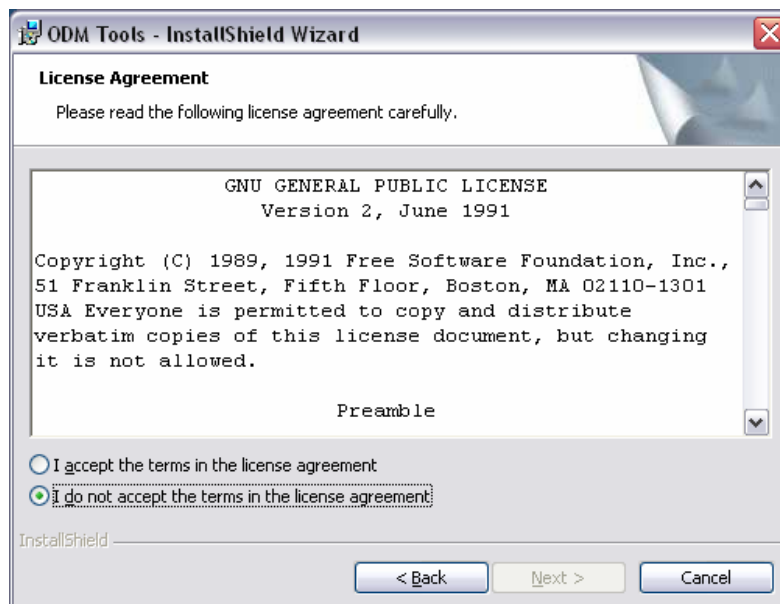 ODM Tools - InstallShield Wizard
License Agreement
Please read the following license agreement carefully.
GNU GENERAL PUBLIC LICENSE
Version 2, June 1991
Copyright (C) 1989, 1991 Free Software Foundation, Inc.,
51 Franklin Street, Fifth Floor, Boston, MA 02110-1301
USA Everyone is permitted to copy and distribute
verbatim copies of this license document, but changing
it is not allowed.
Preamble
I accept the terms in the license agreement
I do not accept the terms in the license agreement
InstallShield
< Back
Next >
Cancel